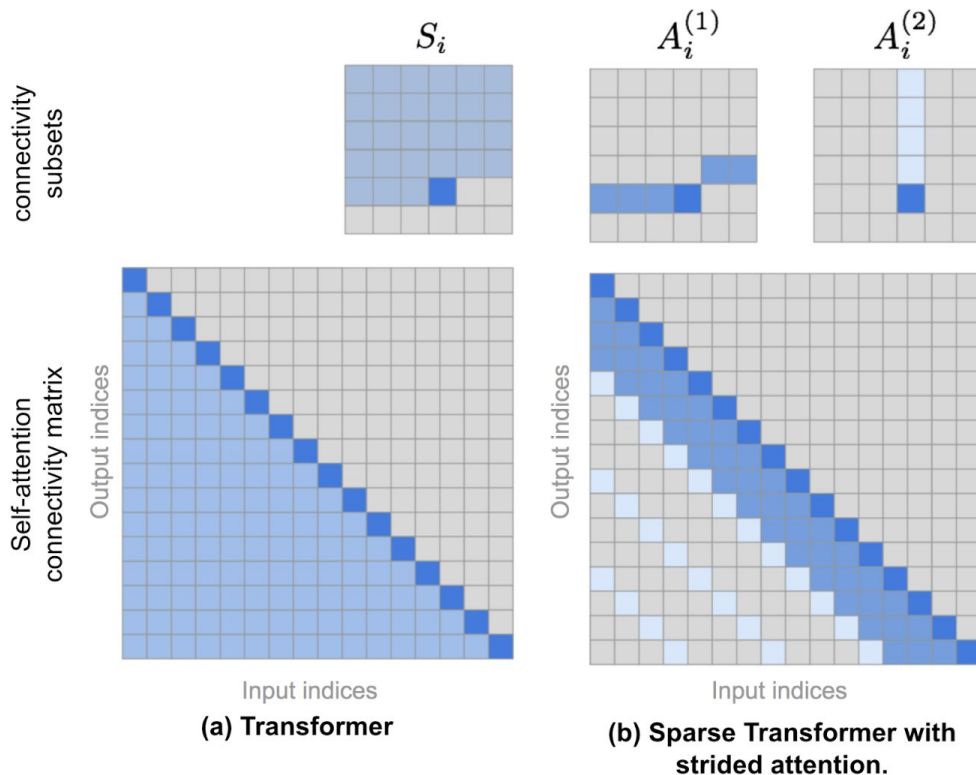 S_i
A_i^{(1)}
A_i^{(2)}
connectivity
subsets
Self-attention
connectivity matrix
Output indices
Output indices
Input indices
Input indices
(a) Transformer
(b) Sparse Transformer with
strided attention.